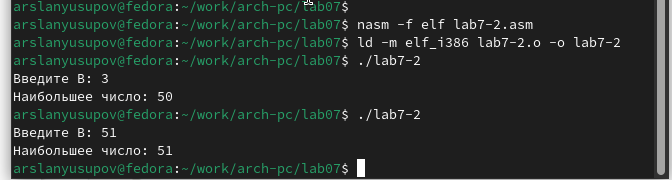 arslanyusupov@fedora:~/work/arch-pc/lab07$
arslanyusupov@fedora:~/work/arch-pc/lab07$ nasm -f elf lab7-2.asm
arslanyusupov@fedora:~/work/arch-pc/lab07$ ld -m elf_i386 lab7-2.o -o lab7-2
arslanyusupov@fedora:~/work/arch-pc/lab07$ ./lab7-2
Введите B: 3
Наибольшее число: 50
arslanyusupov@fedora:~/work/arch-pc/lab07$ ./lab7-2
Введите B: 51
Наибольшее число: 51
arslanyusupov@fedora:~/work/arch-pc/lab07$